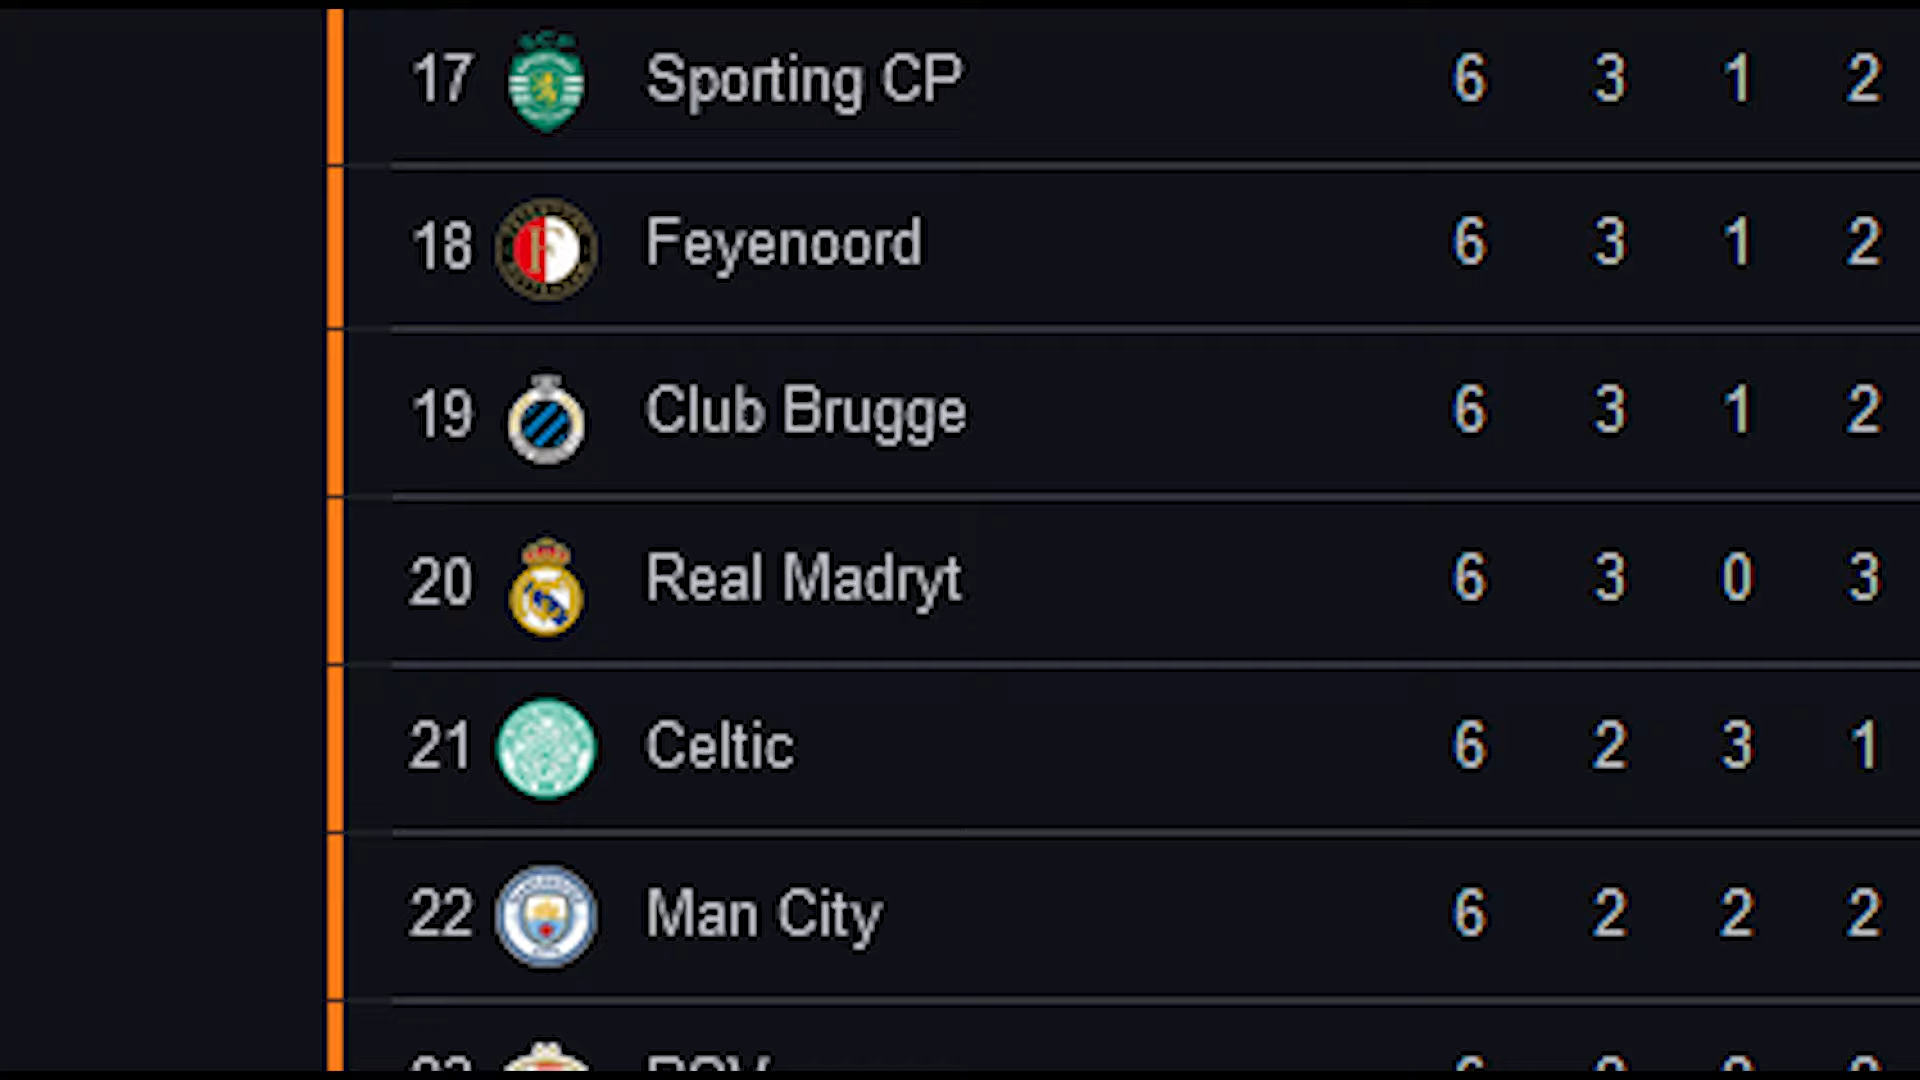 17 Sporting CP 6 3 1 2
18 Feyenoord 6 3 1 2
19 Club Brugge 6 3 1 2
20 Real Madryt 6 3 0 3
21 Celtic 6 2 3 1
22 Man City 6 2 2 2